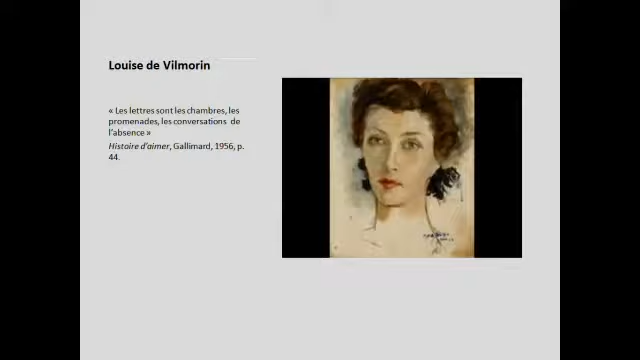 Louise de Vilmorin
« Les lettres sont les chambres, les
promenades, les conversations de
l'absence »
Histoire d'aimer, Gallimard, 1956, p.
44.